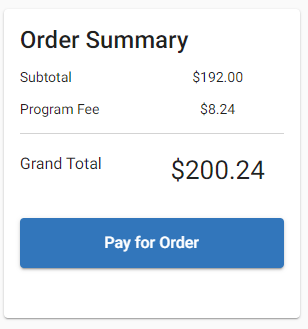 Order Summary
Subtotal $192.00
Program Fee $8.24
Grand Total $200.24
Pay for Order